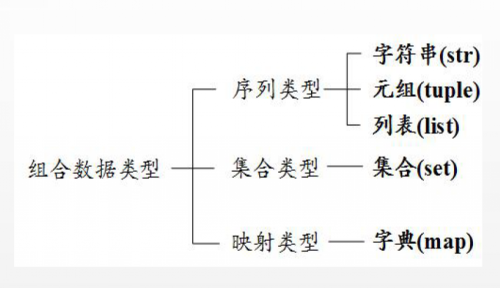 字符串(str)
序列类型
元组(tuple)
列表(list)
组合数据类型
集合类型
集合(set)
映射类型
字典(map)